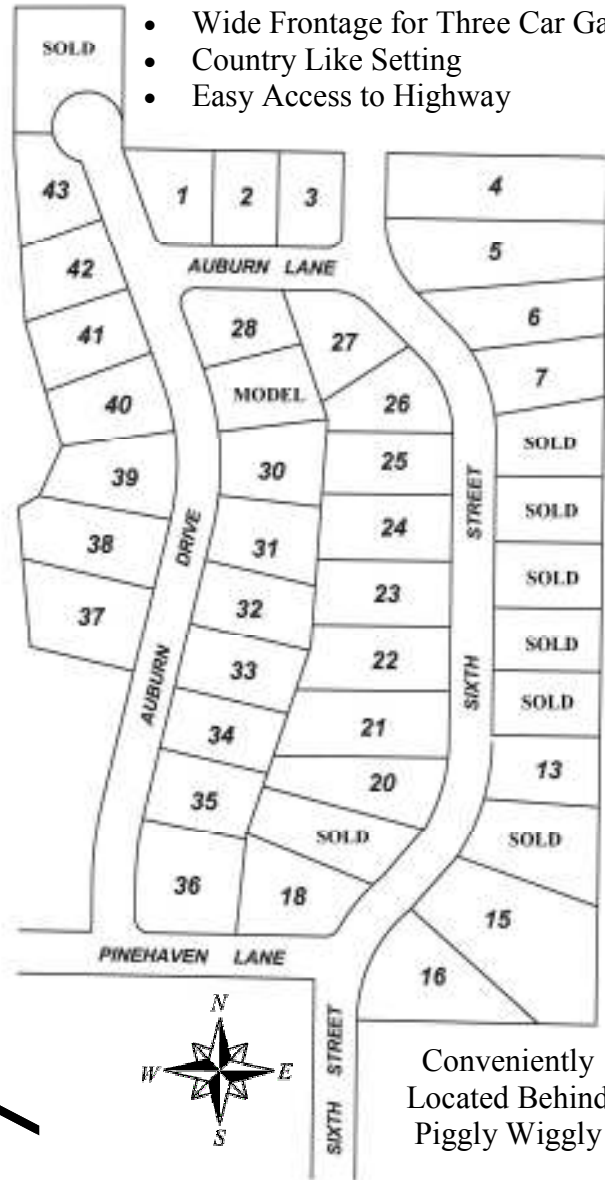 • Wide Frontage for Three Car Ga
• Country Like Setting
• Easy Access to Highway
SOLD
43
1
2
3
4
5
AUBURN LANE
42
6
28
27
41
7
MODEL
26
40
SOLD
25
30
39
STREET
SOLD
24
DRIVE
38
31
SOLD
23
32
37
SOLD
22
33
AUBURN
SIXTH
SOLD
21
34
13
20
35
SOLD
SOLD
36
18
15
PINEHAVEN LANE
16
N
W
E
S
SIXTH STREET
Conveniently
Located Behind
Piggly Wiggly